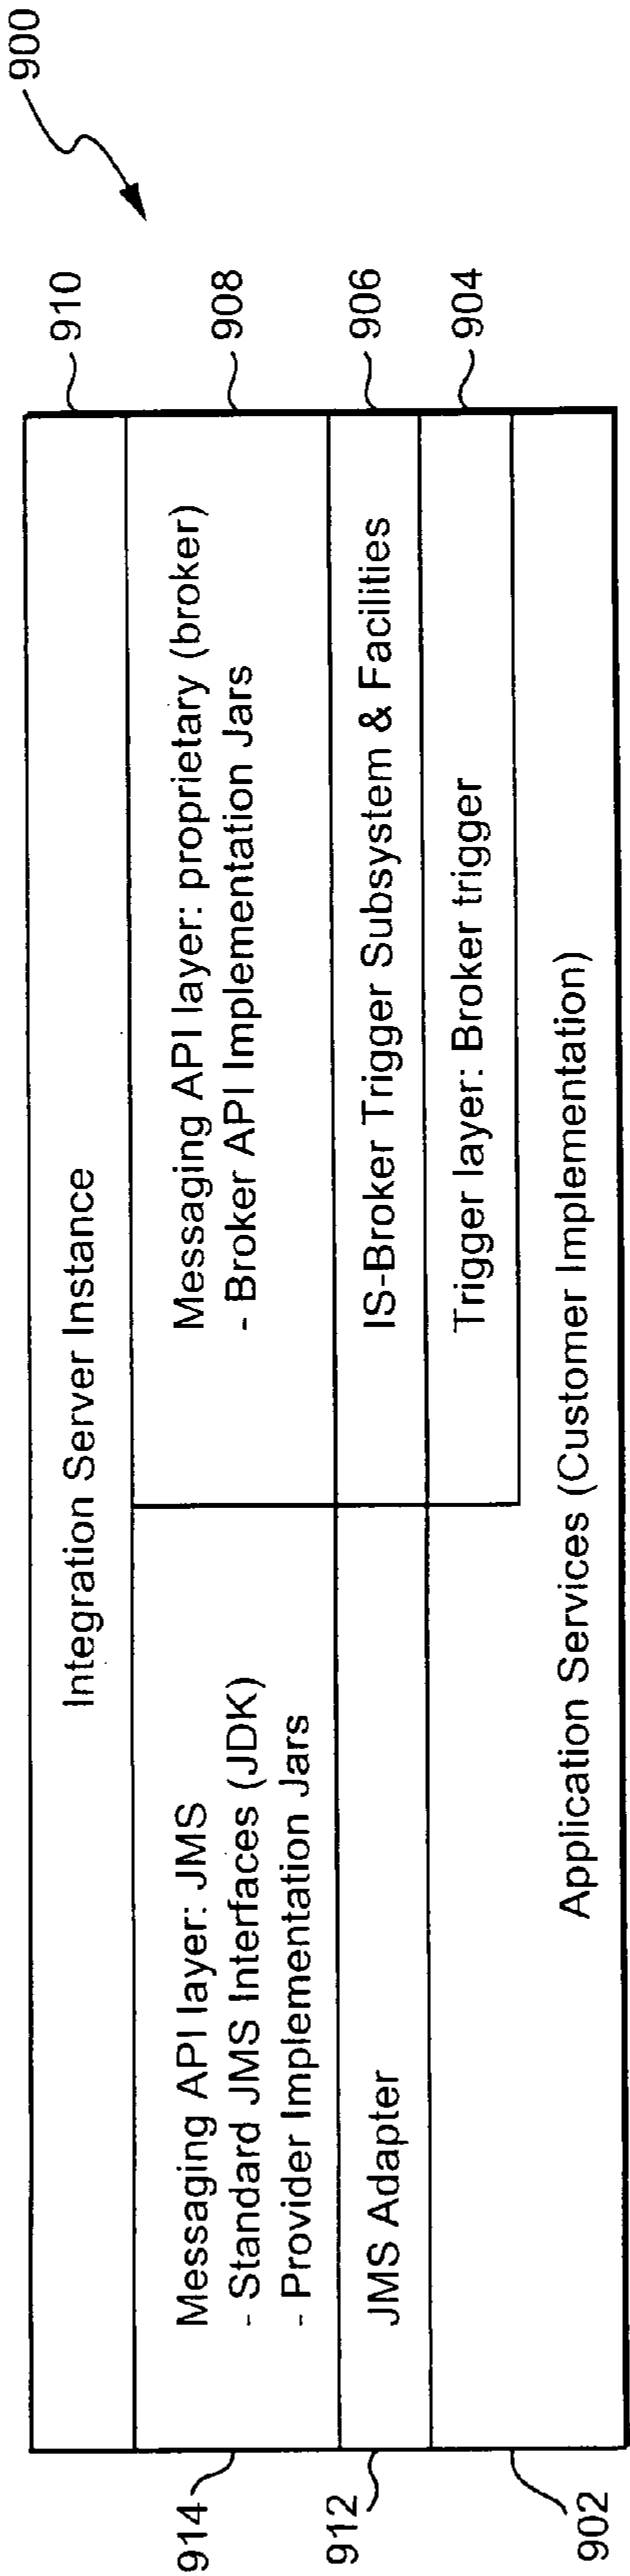 900
910
Integration Server Instance
914
Messaging API layer: JMS
- Standard JMS Interfaces (JDK)
- Provider Implementation Jars
Messaging API layer: proprietary (broker)
- Broker API Implementation Jars
908
912
JMS Adapter
IS-Broker Trigger Subsystem & Facilities
906
Trigger layer: Broker trigger
904
902
Application Services (Customer Implementation)